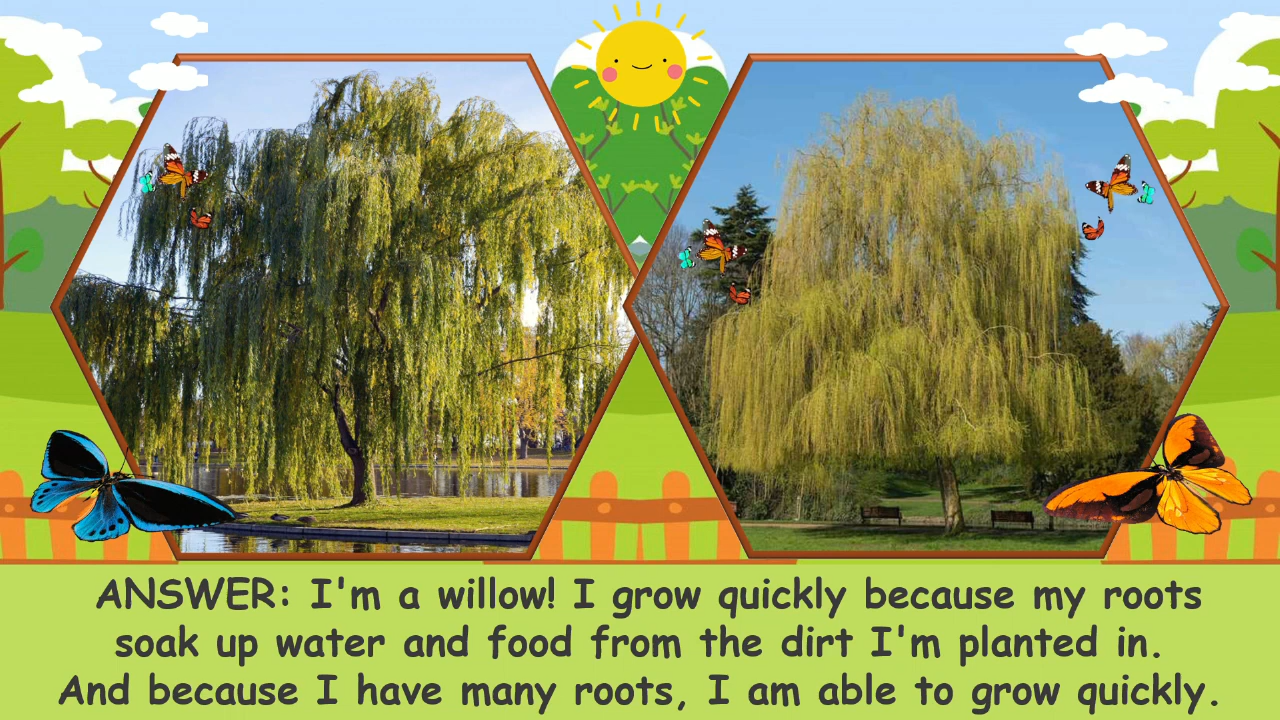 ANSWER: I'm a willow! I grow quickly because my roots
soak up water and food from the dirt I'm planted in.
And because I have many roots, I am able to grow quickly.